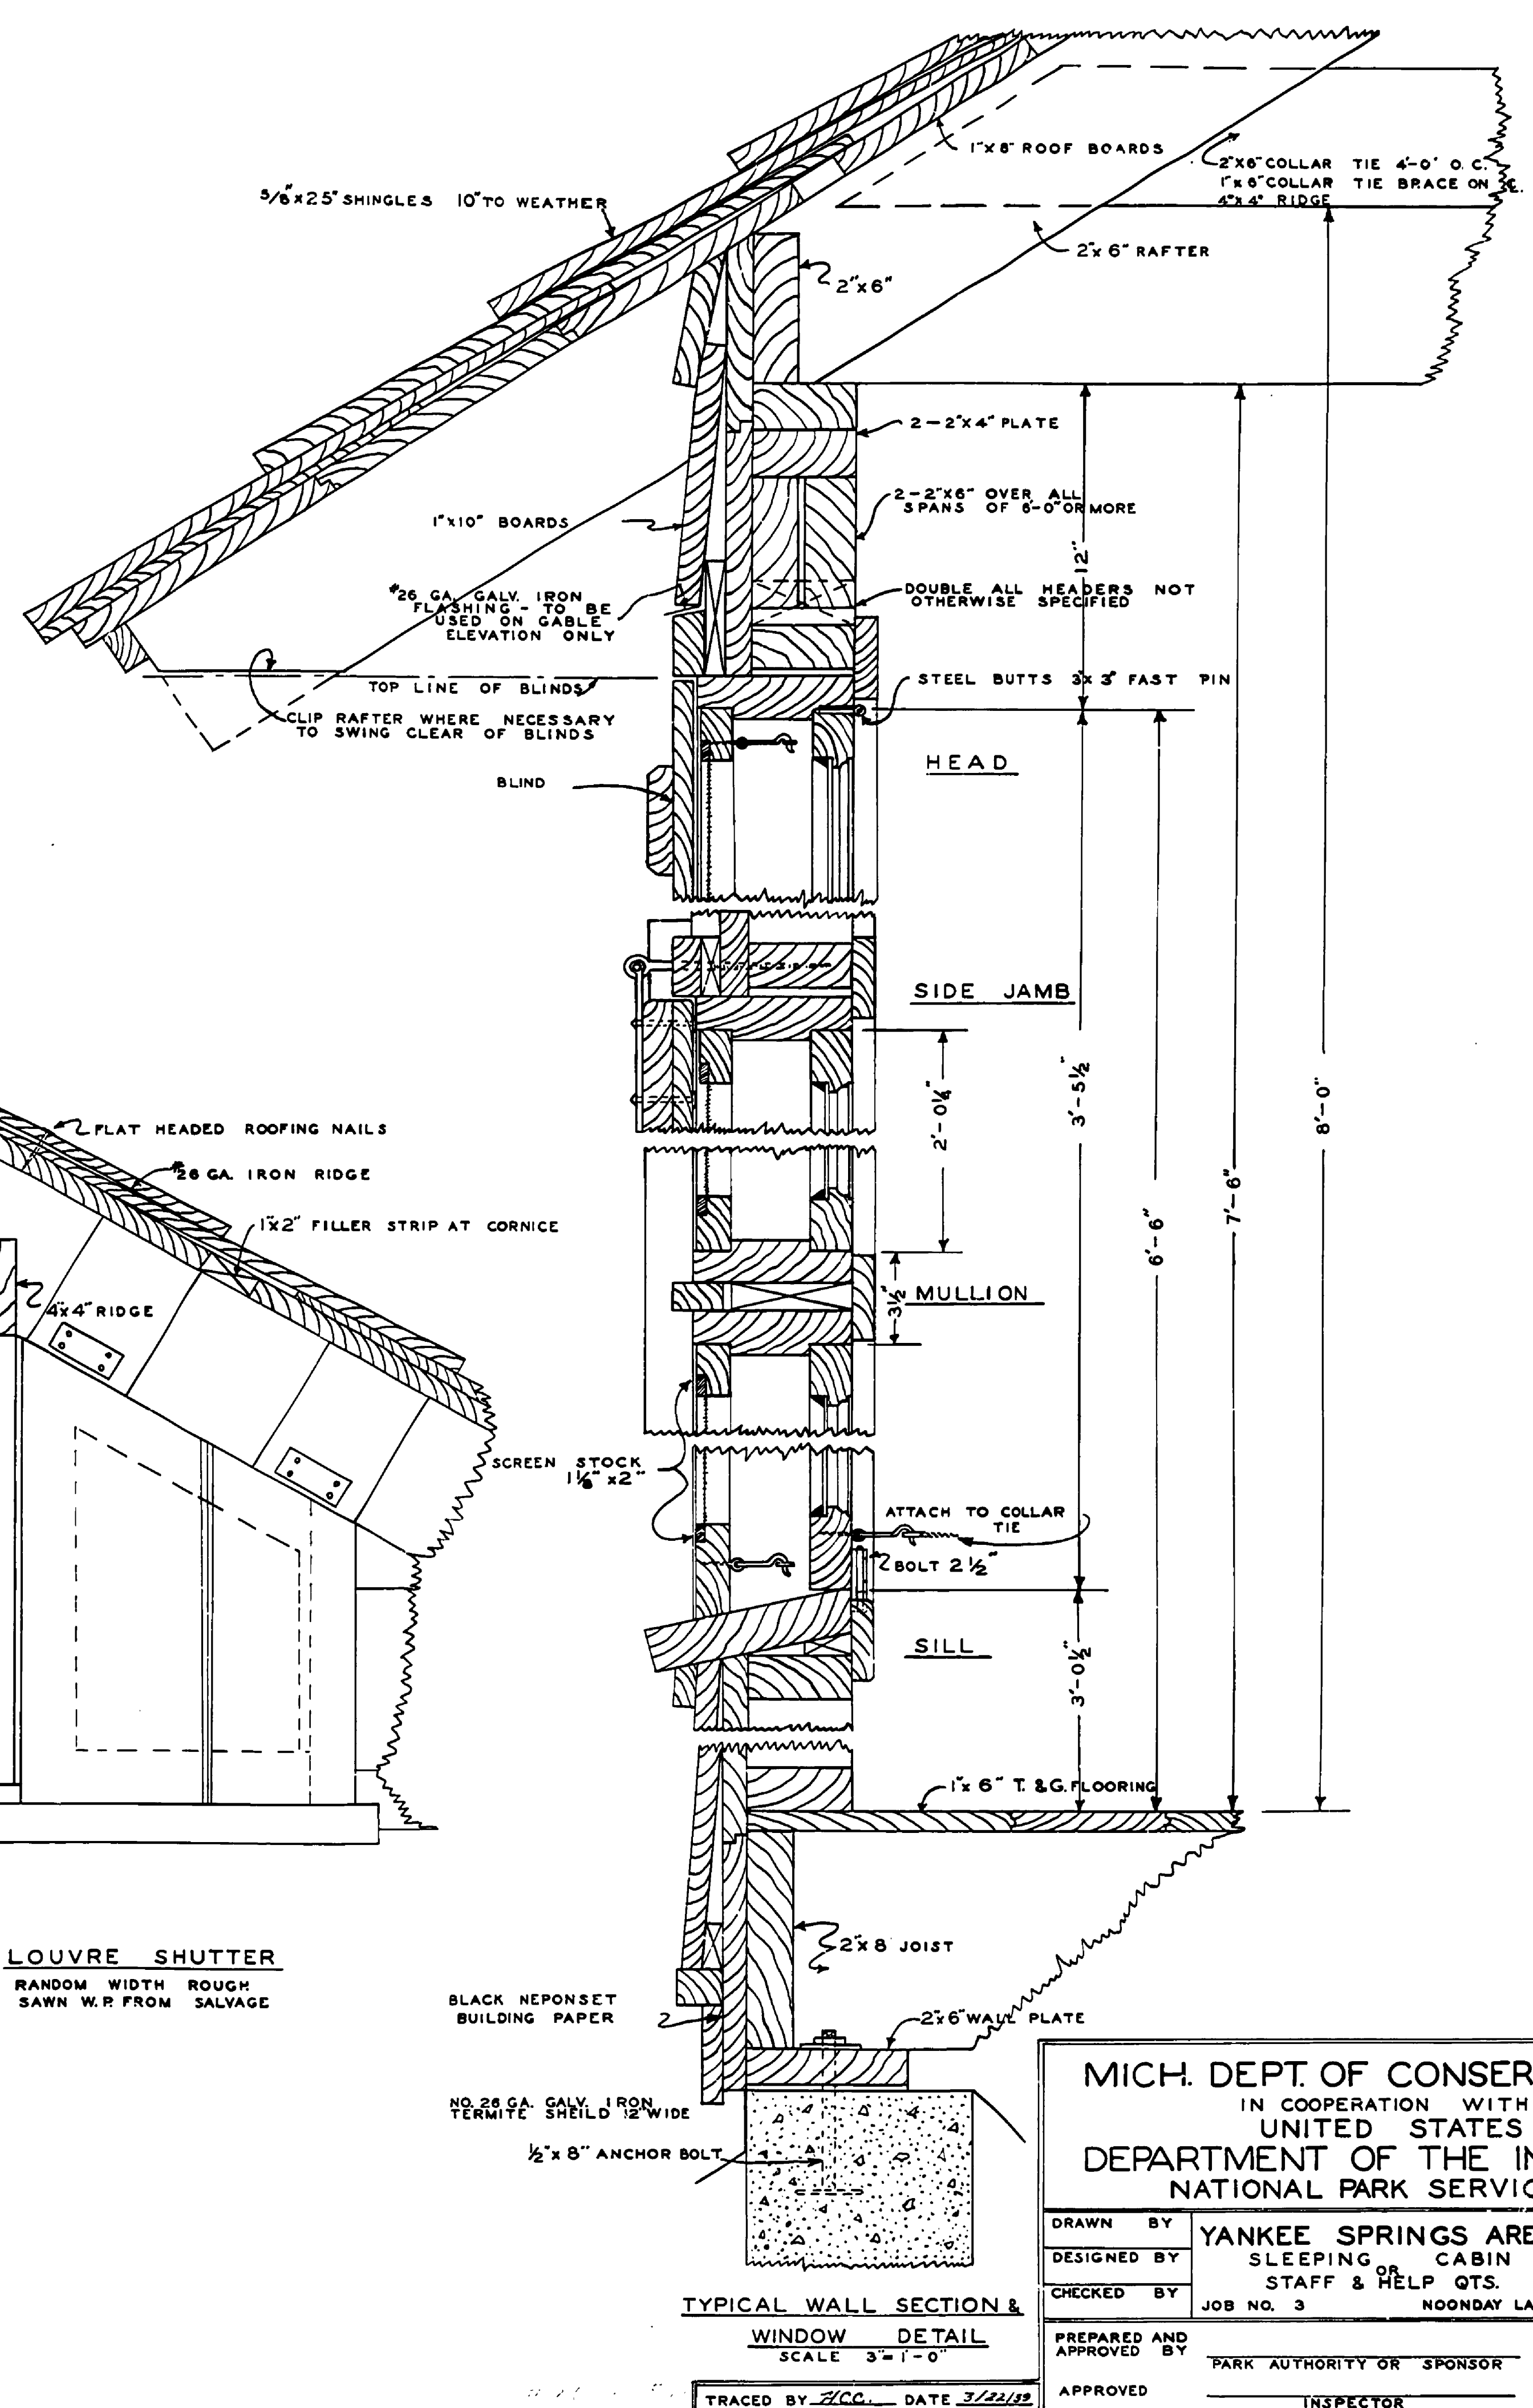 1"X8" ROOF BOARDS
2"X6" COLLAR TIE 4'-0" O.C.
1"X6" COLLAR TIE BRACE ON ℄.
4"X4" RIDGE
5/8"X25" SHINGLES 10" TO WEATHER
2"X6" RAFTER
2"X6"
2-2"X4" PLATE
2-2"X6" OVER ALL
SPANS OF 6'-0" OR MORE
1"X10" BOARDS
12"
#26 GA. GALV. IRON
FLASHING - TO BE
USED ON GABLE
ELEVATION ONLY
DOUBLE ALL HEADERS NOT
OTHERWISE SPECIFIED
TOP LINE OF BLINDS
STEEL BUTTS 3"X 3" FAST PIN
CLIP RAFTER WHERE NECESSARY
TO SWING CLEAR OF BLINDS
HEAD
BLIND
SIDE JAMB
2'-0¼"
3'-5½"
8'-0"
FLAT HEADED ROOFING NAILS
#26 GA. IRON RIDGE
1"X2" FILLER STRIP AT CORNICE
7'-6"
6'-6"
4"X4" RIDGE
3½"
MULLION
SCREEN STOCK
1⅛" X2"
ATTACH TO COLLAR
TIE
BOLT 2½"
SILL
3'-0½"
1"X 6" T. & G. FLOORING
2"X8 JOIST
LOUVRE SHUTTER
RANDOM WIDTH ROUGH
SAWN W.P. FROM SALVAGE
BLACK NEPONSET
BUILDING PAPER
2"X6" WALL PLATE
NO. 26 GA. GALV. IRON
TERMITE SHEILD 12" WIDE
½"X 8" ANCHOR BOLT
TYPICAL WALL SECTION &
WINDOW DETAIL
SCALE 3"=1'-0"
TRACED BY HCC. DATE 3/22/39
MICH. DEPT. OF CONSER
IN COOPERATION WITH
UNITED STATES
DEPARTMENT OF THE IN
NATIONAL PARK SERVIC
DRAWN BY
DESIGNED BY
CHECKED BY
YANKEE SPRINGS ARE
SLEEPING OR CABIN
STAFF & HELP QTS.
JOB NO. 3 NOONDAY LA
PREPARED AND
APPROVED BY
PARK AUTHORITY OR SPONSOR
APPROVED
INSPECTOR